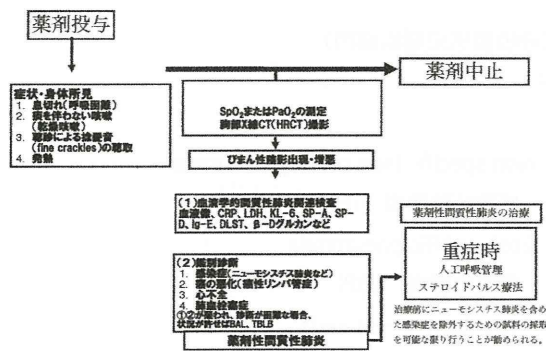 薬剤投与
薬剤中止
症状・身体所見
1. 息切れ(呼吸困難)
2. 痰を伴わない咳嗽
(乾燥咳嗽)
3. 聴診による捻髪音
(fine crackles)の聴取
4. 発熱
SpO₂またはPaO₂の測定
胸部X線CT(HRCT)撮影
びまん性陰影出現・増悪
(1)血清学的間質性肺炎関連検査
血液像、CRP、LDH、KL-6、SP-A、SP-
D、Ig-E、DLST、β-Dグルカンなど
(2)鑑別診断
1. 感染症(ニューモシスチス肺炎など)
2. 癌の悪化(癌性リンパ管症)
3. 心不全
4. 肺血栓塞症
①②が疑われ、診断が困難な場合、
状況が許せばBAL、TBLB
薬剤性間質性肺炎
薬剤性間質性肺炎の治療
重症時
人工呼吸管理
ステロイドパルス療法
治療前にニューモシスチス肺炎を含め
た感染症を除外するための試料の採取
を可能な限り行うことが勧められる。